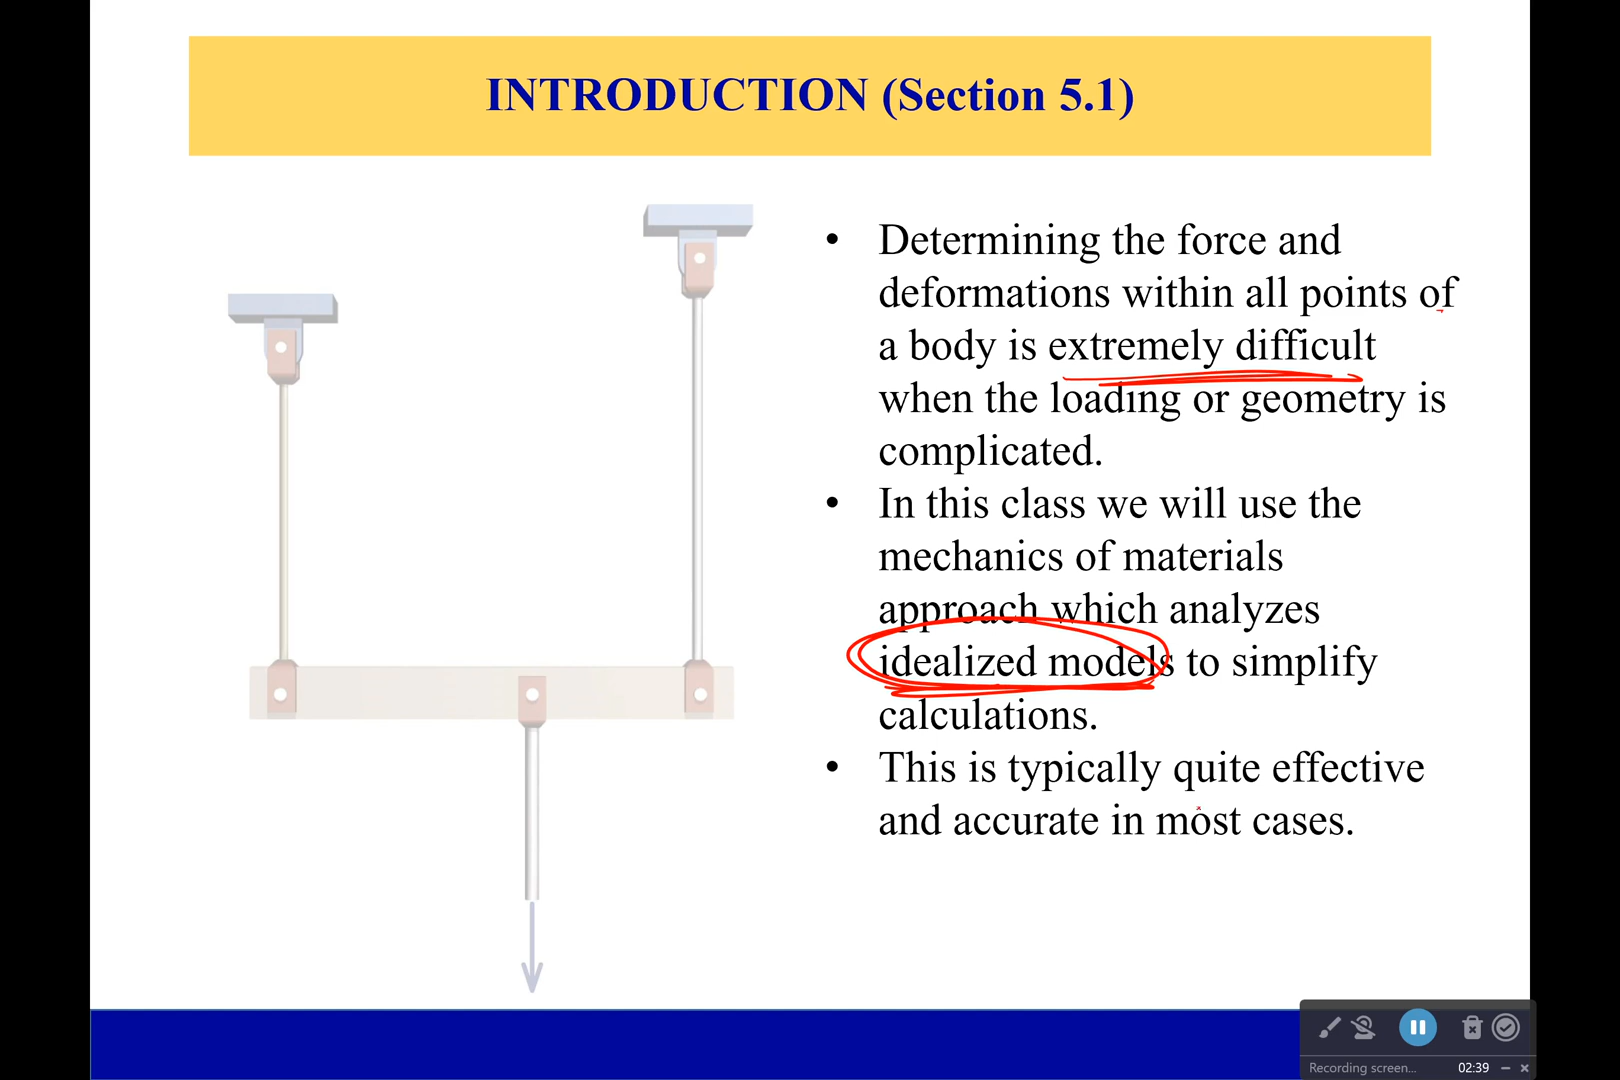 INTRODUCTION (Section 5.1)
• Determining the force and
deformations within all points of
a body is extremely difficult
when the loading or geometry is
complicated.
• In this class we will use the
mechanics of materials
approach which analyzes
idealized models to simplify
calculations.
• This is typically quite effective
and accurate in most cases.
Recording screen... 02:39